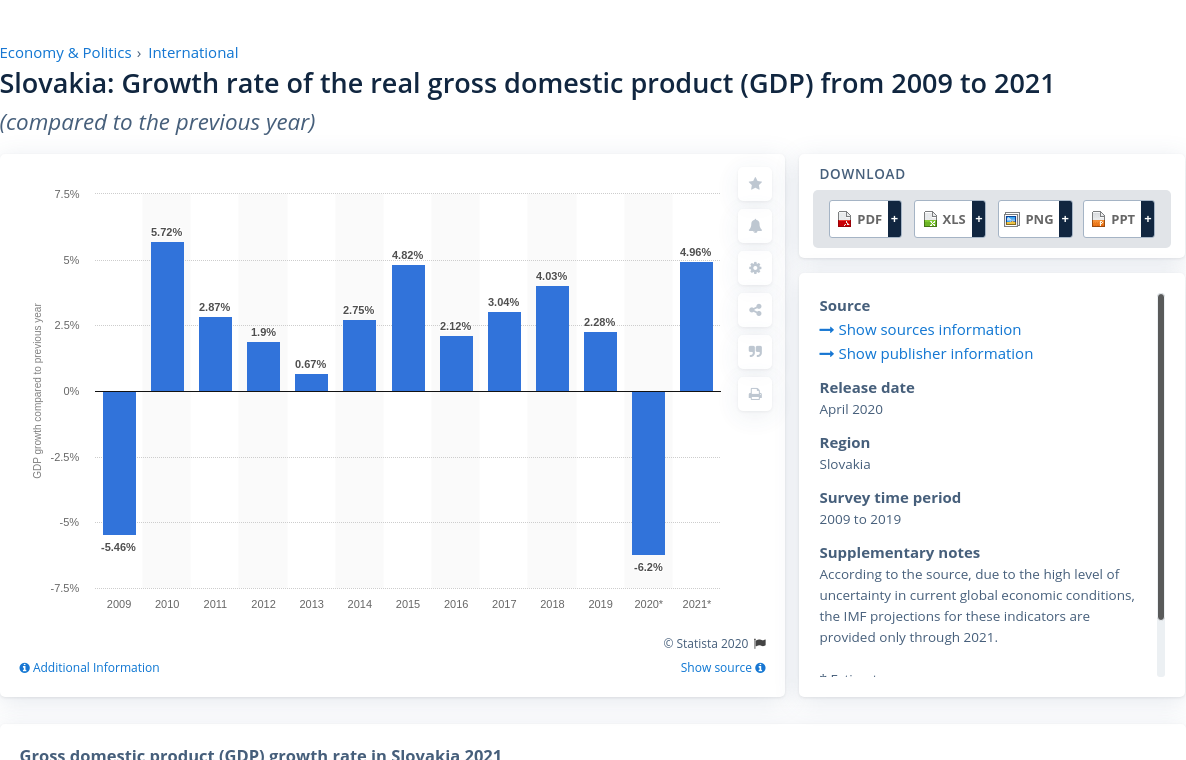 Economy & Politics › International
Slovakia: Growth rate of the real gross domestic product (GDP) from 2009 to 2021
(compared to the previous year)
7.5%
5%
2.5%
0%
-2.5%
-5%
-7.5%
GDP growth compared to previous year
-5.46%
5.72%
2.87%
1.9%
0.67%
2.75%
4.82%
2.12%
3.04%
4.03%
2.28%
-6.2%
4.96%
2009 2010 2011 2012 2013 2014 2015 2016 2017 2018 2019 2020* 2021*
© Statista 2020
Additional Information
Show source
DOWNLOAD
PDF + XLS + PNG + PPT +
Source
Show sources information
Show publisher information
Release date
April 2020
Region
Slovakia
Survey time period
2009 to 2019
Supplementary notes
According to the source, due to the high level of
uncertainty in current global economic conditions,
the IMF projections for these indicators are
provided only through 2021.
Gross domestic product (GDP) growth rate in Slovakia 2021